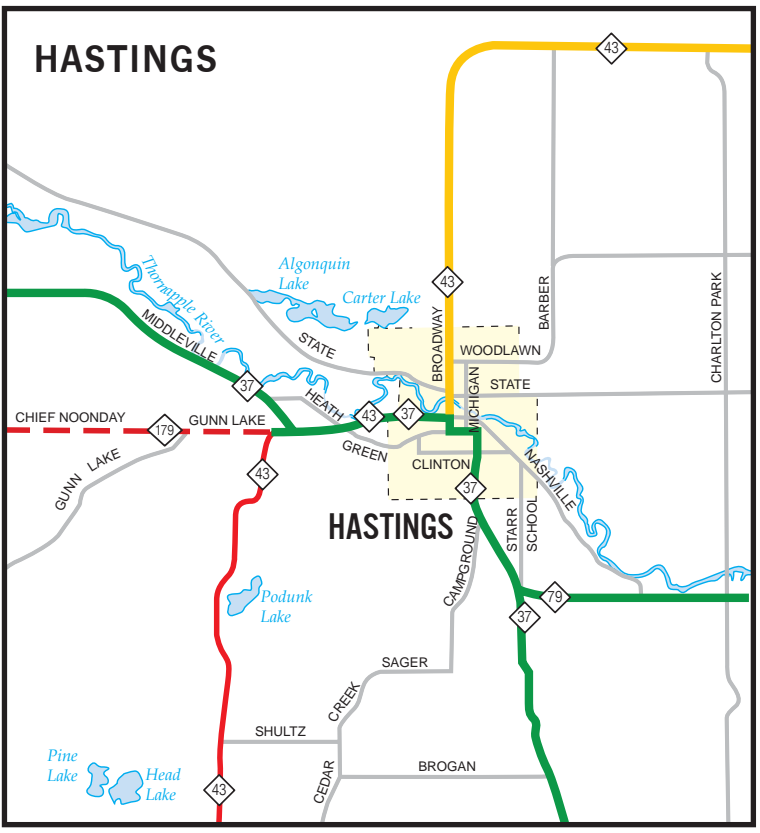 HASTINGS
43
Thornapple River
Algonquin
Lake
Carter Lake
43
BROADWAY
BARBER
CHARLTON PARK
MIDDLEVILLE
STATE
WOODLAWN
MICHIGAN
STATE
37
HEATH
43
37
CHIEF NOONDAY
179
GUNN LAKE
GREEN
GUNN LAKE
43
CLINTON
NASHVILLE
37
HASTINGS
STARR
SCHOOL
CAMPGROUND
Podunk
Lake
79
37
SAGER
CREEK
SHULTZ
CEDAR
BROGAN
Pine
Lake
Head
Lake
43